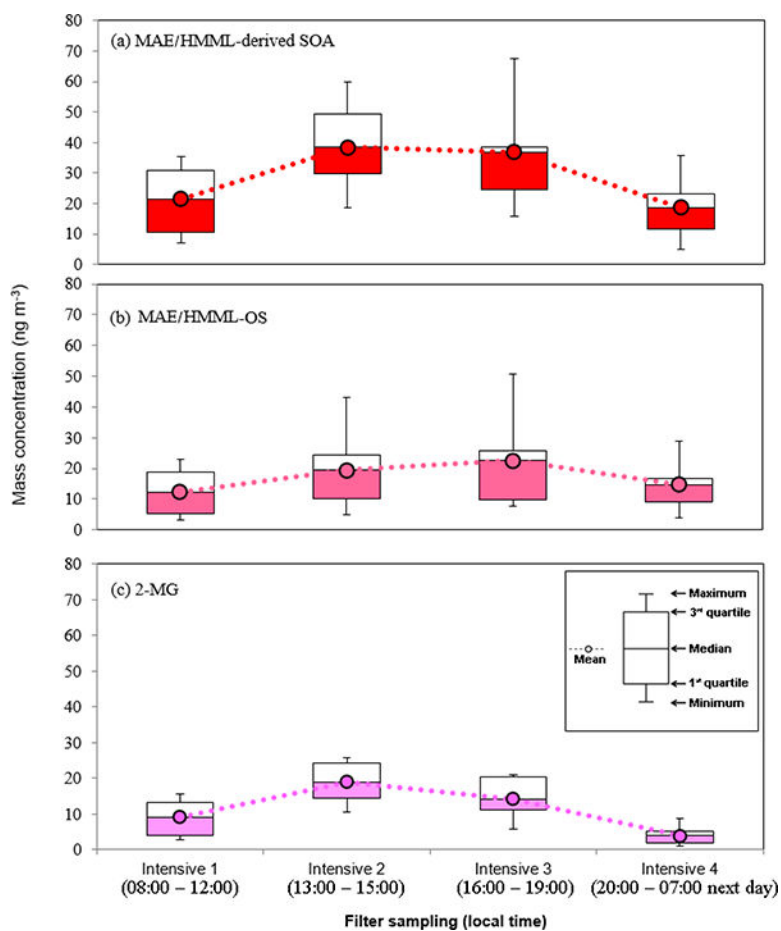 80
(a) MAE/HMML-derived SOA
70
60
50
40
30
20
10
0
80
(b) MAE/HMML-OS
70
60
50
40
30
20
10
0
80
(c) 2-MG
70
60
50
40
30
20
10
0
Mass concentration (ng m⁻³)
Maximum
3rd quartile
Median
Mean
1st quartile
Minimum
Intensive 1 Intensive 2 Intensive 3 Intensive 4
(08:00 – 12:00) (13:00 – 15:00) (16:00 – 19:00) (20:00 – 07:00 next day)
Filter sampling (local time)